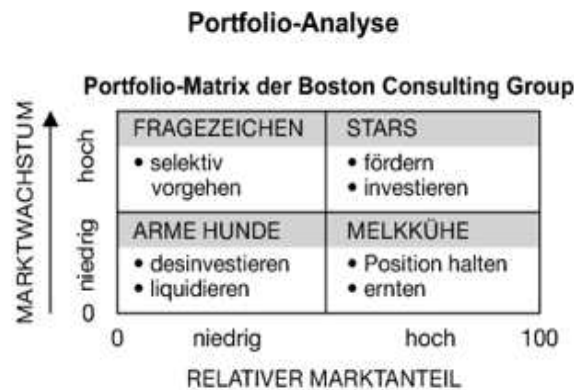 Portfolio-Analyse
Portfolio-Matrix der Boston Consulting Group
MARKTWACHSTUM
hoch
niedrig
0
FRAGEZEICHEN
• selektiv
vorgehen
STARS
• fördern
• investieren
ARME HUNDE
• desinvestieren
• liquidieren
MELKKÜHE
• Position halten
• ernten
0 niedrig hoch 100
RELATIVER MARKTANTEIL